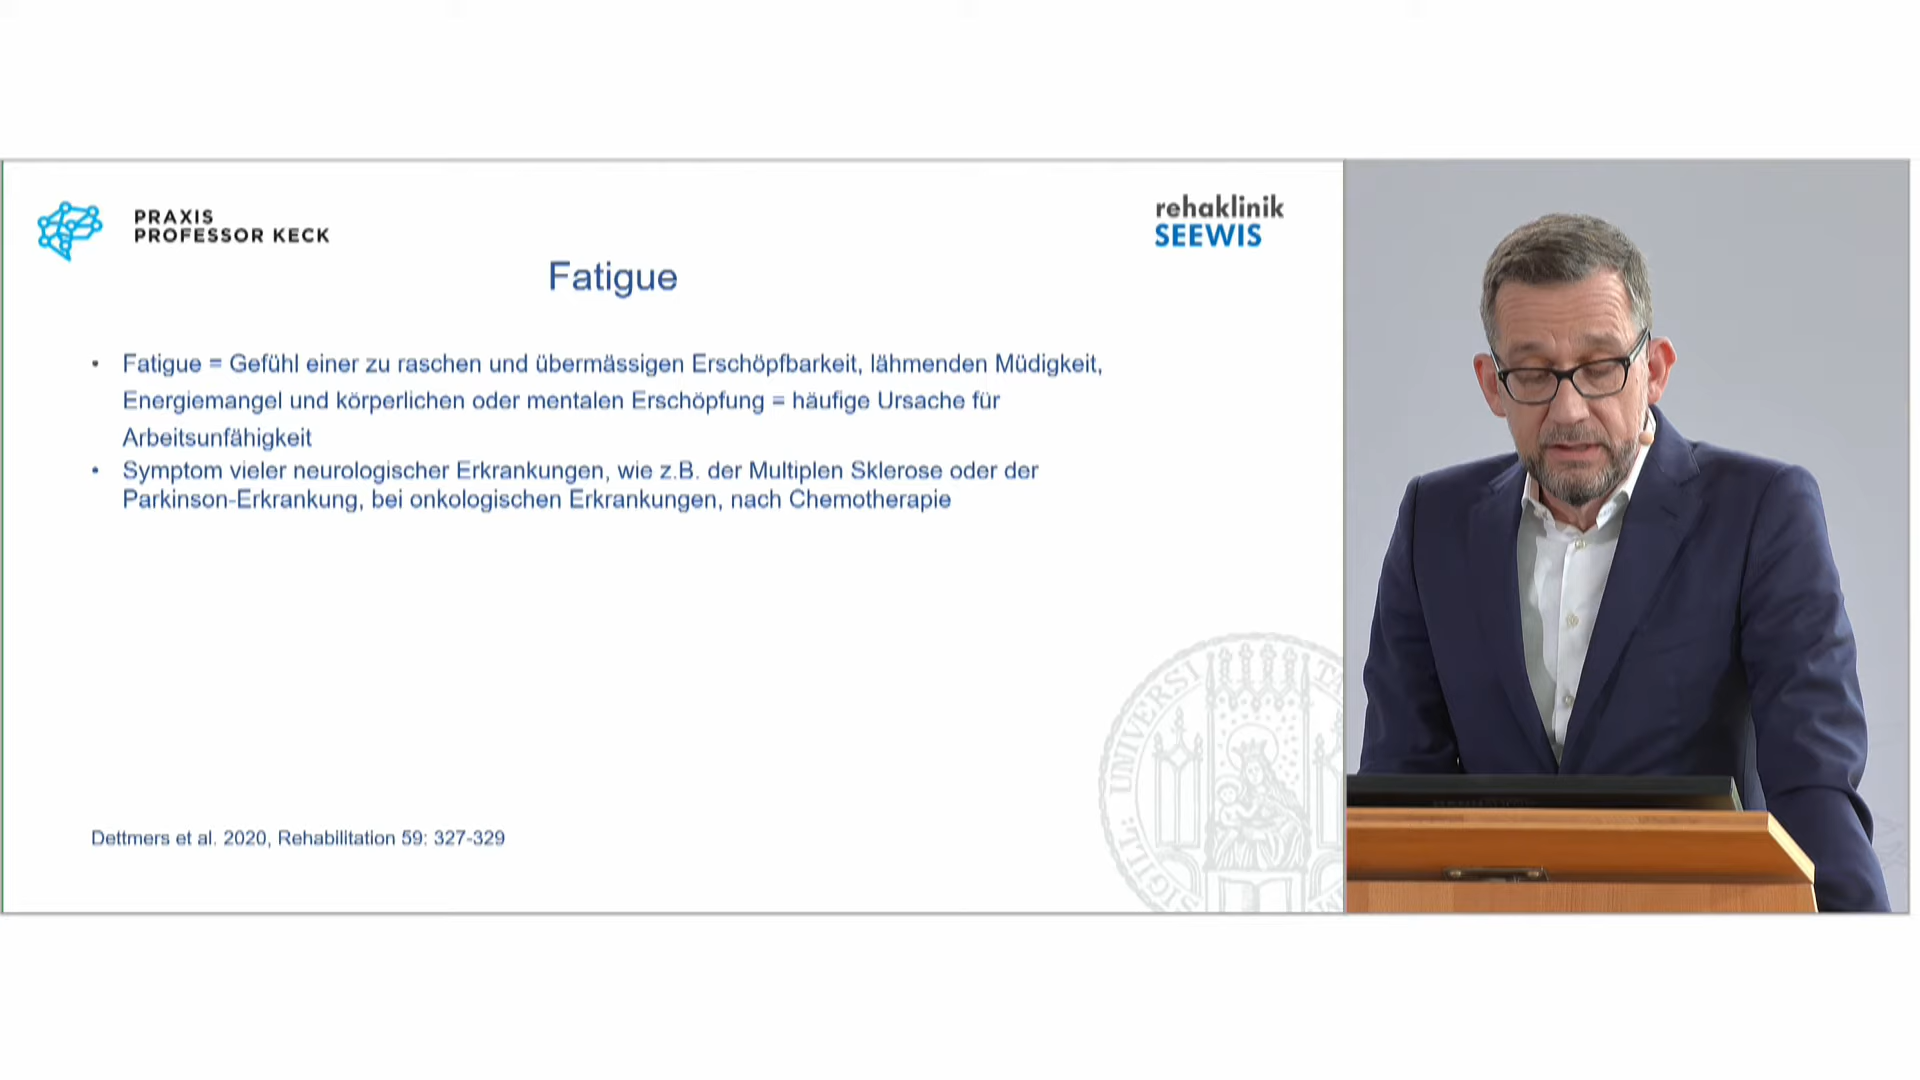 PRAXIS
PROFESSOR KECK
rehaklinik
SEEWIS
Fatigue
• Fatigue = Gefühl einer zu raschen und übermässigen Erschöpfbarkeit, lähmenden Müdigkeit,
Energiemangel und körperlichen oder mentalen Erschöpfung = häufige Ursache für
Arbeitsunfähigkeit
• Symptom vieler neurologischer Erkrankungen, wie z.B. der Multiplen Sklerose oder der
Parkinson-Erkrankung, bei onkologischen Erkrankungen, nach Chemotherapie
SIGILL: UNIVERSITA
Dettmers et al. 2020, Rehabilitation 59: 327-329